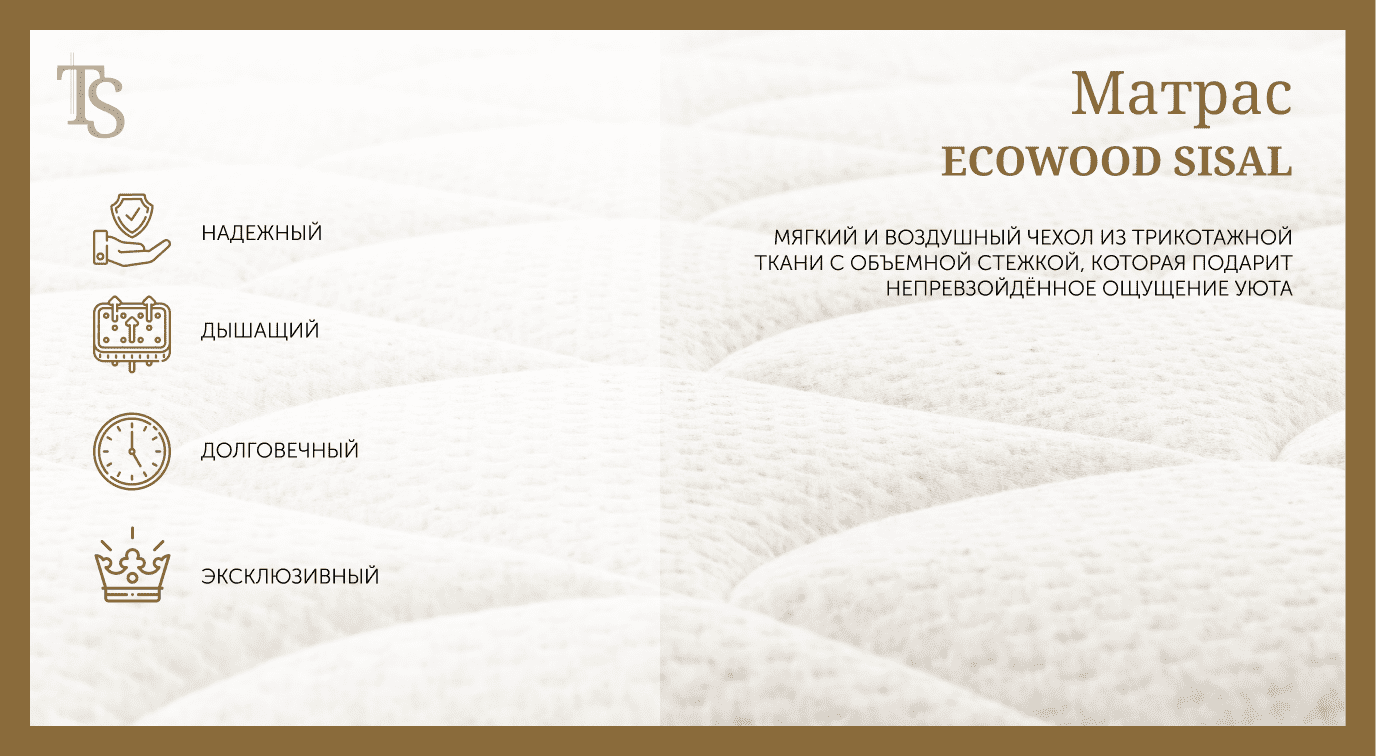 TS
НАДЕЖНЫЙ
ДЫШАЩИЙ
ДОЛГОВЕЧНЫЙ
ЭКСКЛЮЗИВНЫЙ
Матрас
ECOWOOD SISAL
МЯГКИЙ И ВОЗДУШНЫЙ ЧЕХОЛ ИЗ ТРИКОТАЖНОЙ
ТКАНИ С ОБЪЕМНОЙ СТЕЖКОЙ, КОТОРАЯ ПОДАРИТ
НЕПРЕВЗОЙДЁННОЕ ОЩУЩЕНИЕ УЮТА